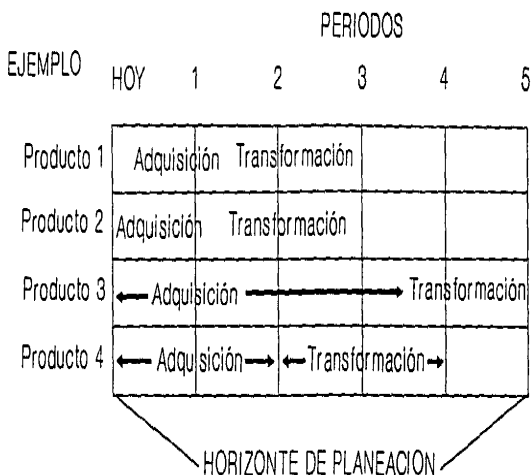 PERIODOS
EJEMPLO HOY 1 2 3 4 5
Producto 1 Adquisición Transformación
Producto 2 Adquisición Transformación
Producto 3 Adquisición Transformación
Producto 4 Adquisición Transformación
HORIZONTE DE PLANEACION